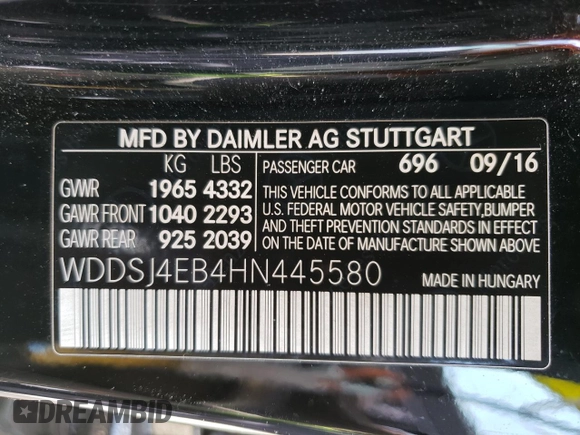 MFD BY DAIMLER AG STUTTGART
KG LBS PASSENGER CAR 696 09/16
GVWR 1965 4332 THIS VEHICLE CONFORMS TO ALL APPLICABLE
GAWR FRONT 1040 2293 U.S. FEDERAL MOTOR VEHICLE SAFETY,BUMPER
GAWR REAR 925 2039 AND THEFT PREVENTION STANDARDS IN EFFECT
ON THE DATE OF MANUFACTURE SHOWN ABOVE.
WDDSJ4EB4HN445580 MADE IN HUNGARY
DREAMBID